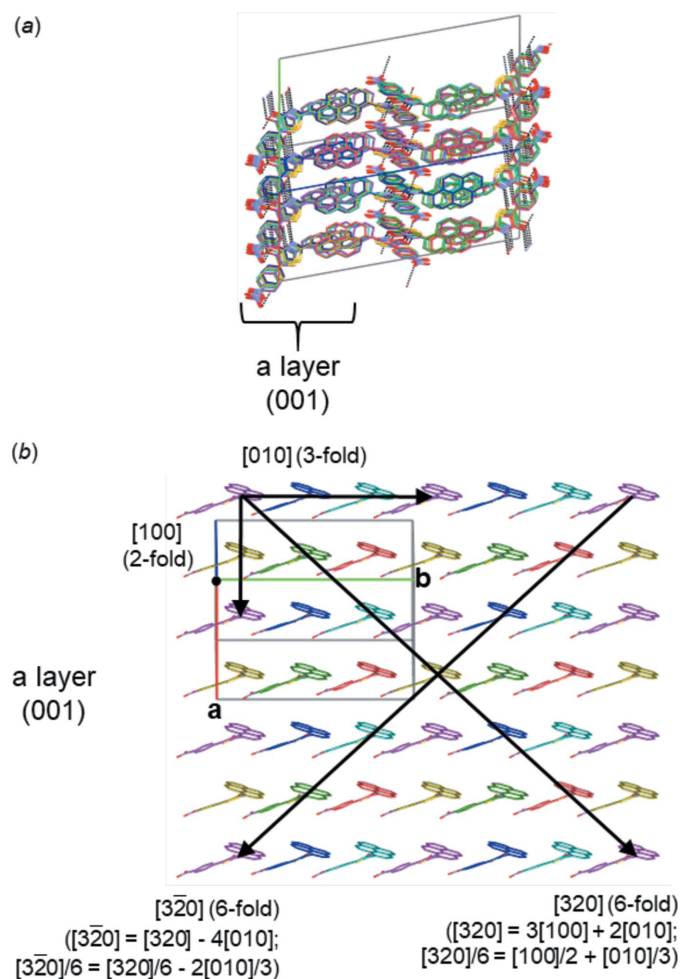 (a)
a layer
(001)
(b)
[010] (3-fold)
[100]
(2-fold)
b
a layer
(001)
a
[32̅0] (6-fold)
([32̅0] = [320] - 4[010];
[32̅0]/6 = [320]/6 - 2[010]/3)
[320] (6-fold)
([320] = 3[100] + 2[010];
[320]/6 = [100]/2 + [010]/3)